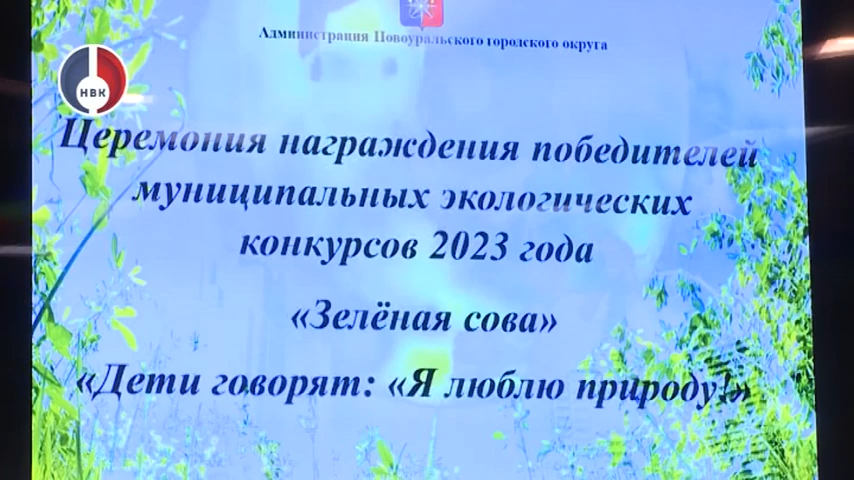 Администрация Новоуральского городского округа
НВК
Церемония награждения победителей
муниципальных экологических
конкурсов 2023 года
«Зелёная сова»
«Дети говорят: «Я люблю природу!»